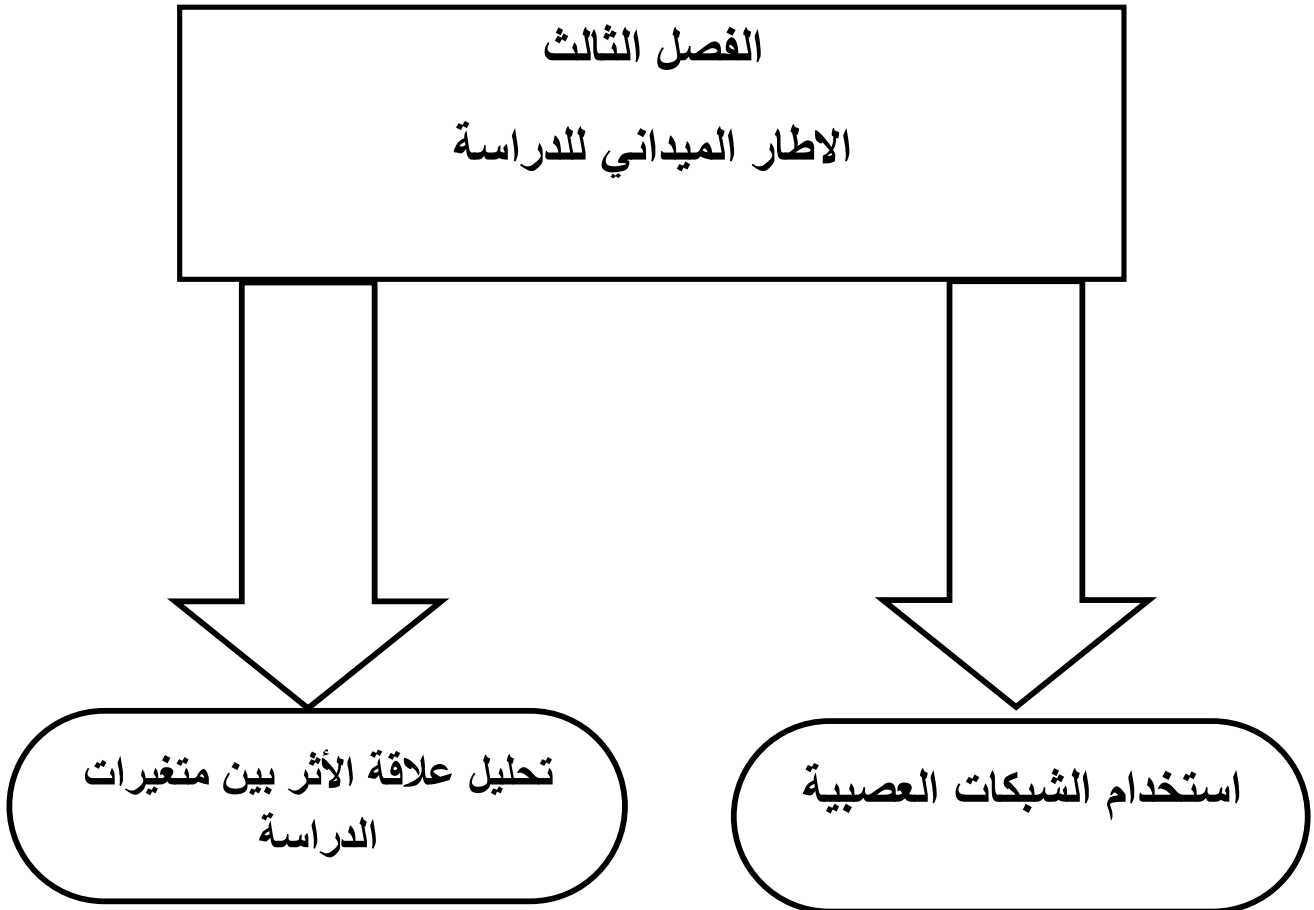 الفصل الثالث
الاطار الميداني للدراسة
استخدام الشبكات العصبية
تحليل علاقة الأثر بين متغيرات
الدراسة